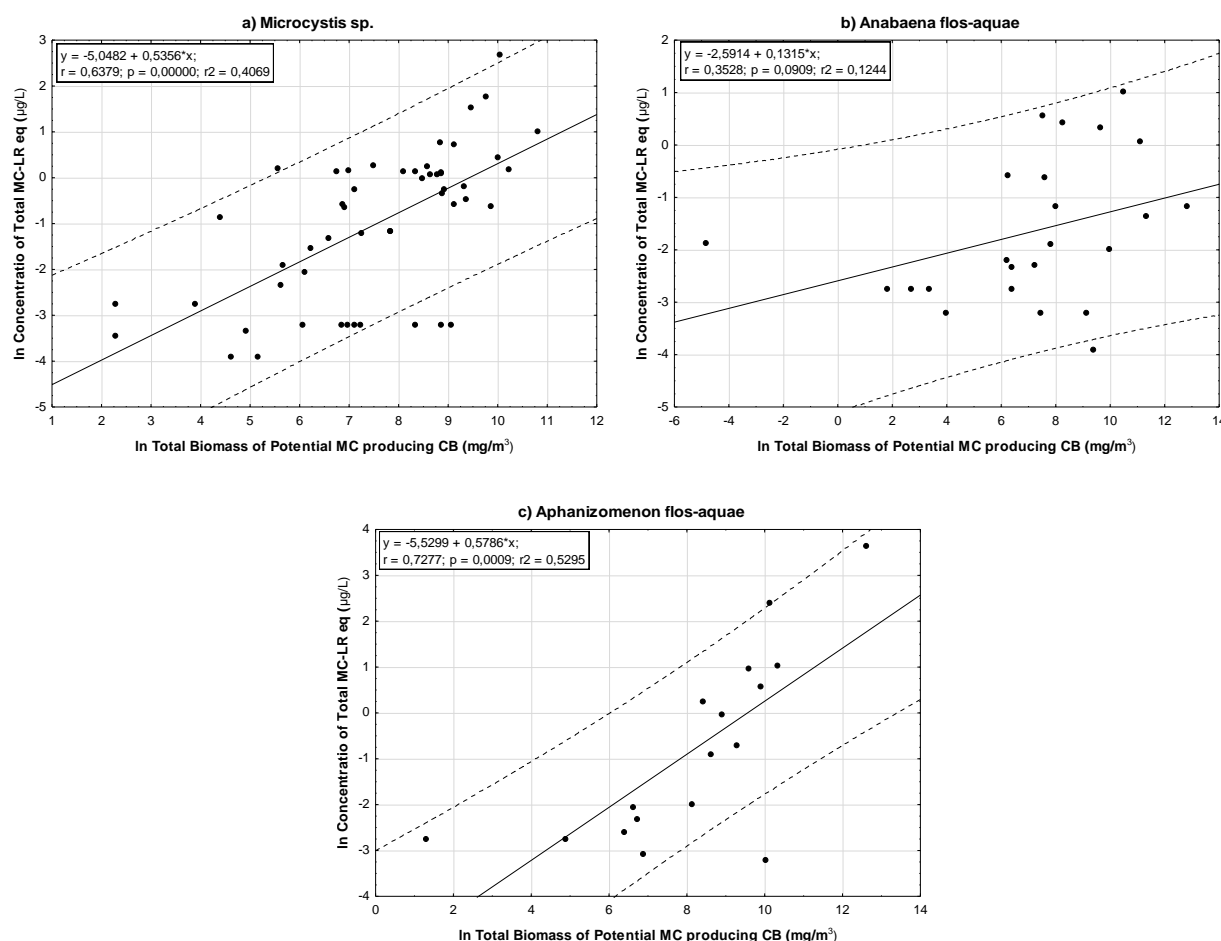 a) Microcystis sp.
y = -5,0482 + 0,5356*x;
r = 0,6379; p = 0,00000; r2 = 0,4069
3
2
1
0
-1
-2
-3
-4
-5
ln Concentratio of Total MC-LR eq (µg/L)
1 2 3 4 5 6 7 8 9 10 11 12
ln Total Biomass of Potential MC producing CB (mg/m³)
b) Anabaena flos-aquae
y = -2,5914 + 0,1315*x;
r = 0,3528; p = 0,0909; r2 = 0,1244
2
1
0
-1
-2
-3
-4
-5
ln Concentratio of Total MC-LR eq (µg/L)
-6 -4 -2 0 2 4 6 8 10 12 14
ln Total Biomass of Potential MC producing CB (mg/m³)
c) Aphanizomenon flos-aquae
y = -5,5299 + 0,5786*x;
r = 0,7277; p = 0,0009; r2 = 0,5295
4
3
2
1
0
-1
-2
-3
-4
ln Concentratio of Total MC-LR eq (µg/L)
0 2 4 6 8 10 12 14
ln Total Biomass of Potential MC producing CB (mg/m³)